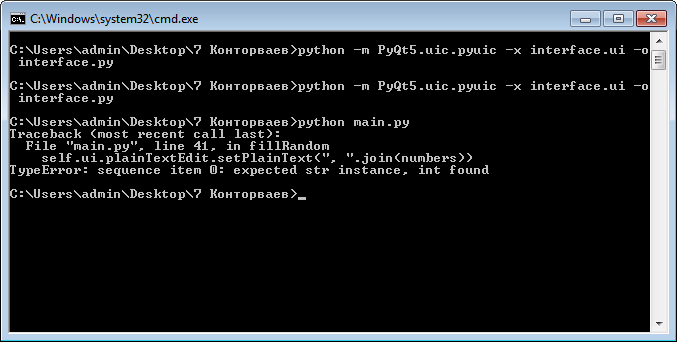 C:\Windows\system32\cmd.exe
C:\Users\admin\Desktop\7 Конторваев>python -m PyQt5.uic.pyuic -x interface.ui -o
 interface.py
C:\Users\admin\Desktop\7 Конторваев>python -m PyQt5.uic.pyuic -x interface.ui -o
 interface.py
C:\Users\admin\Desktop\7 Конторваев>python main.py
Traceback (most recent call last):
  File "main.py", line 41, in fillRandom
    self.ui.plainTextEdit.setPlainText(", ".join(numbers))
TypeError: sequence item 0: expected str instance, int found
C:\Users\admin\Desktop\7 Конторваев>_